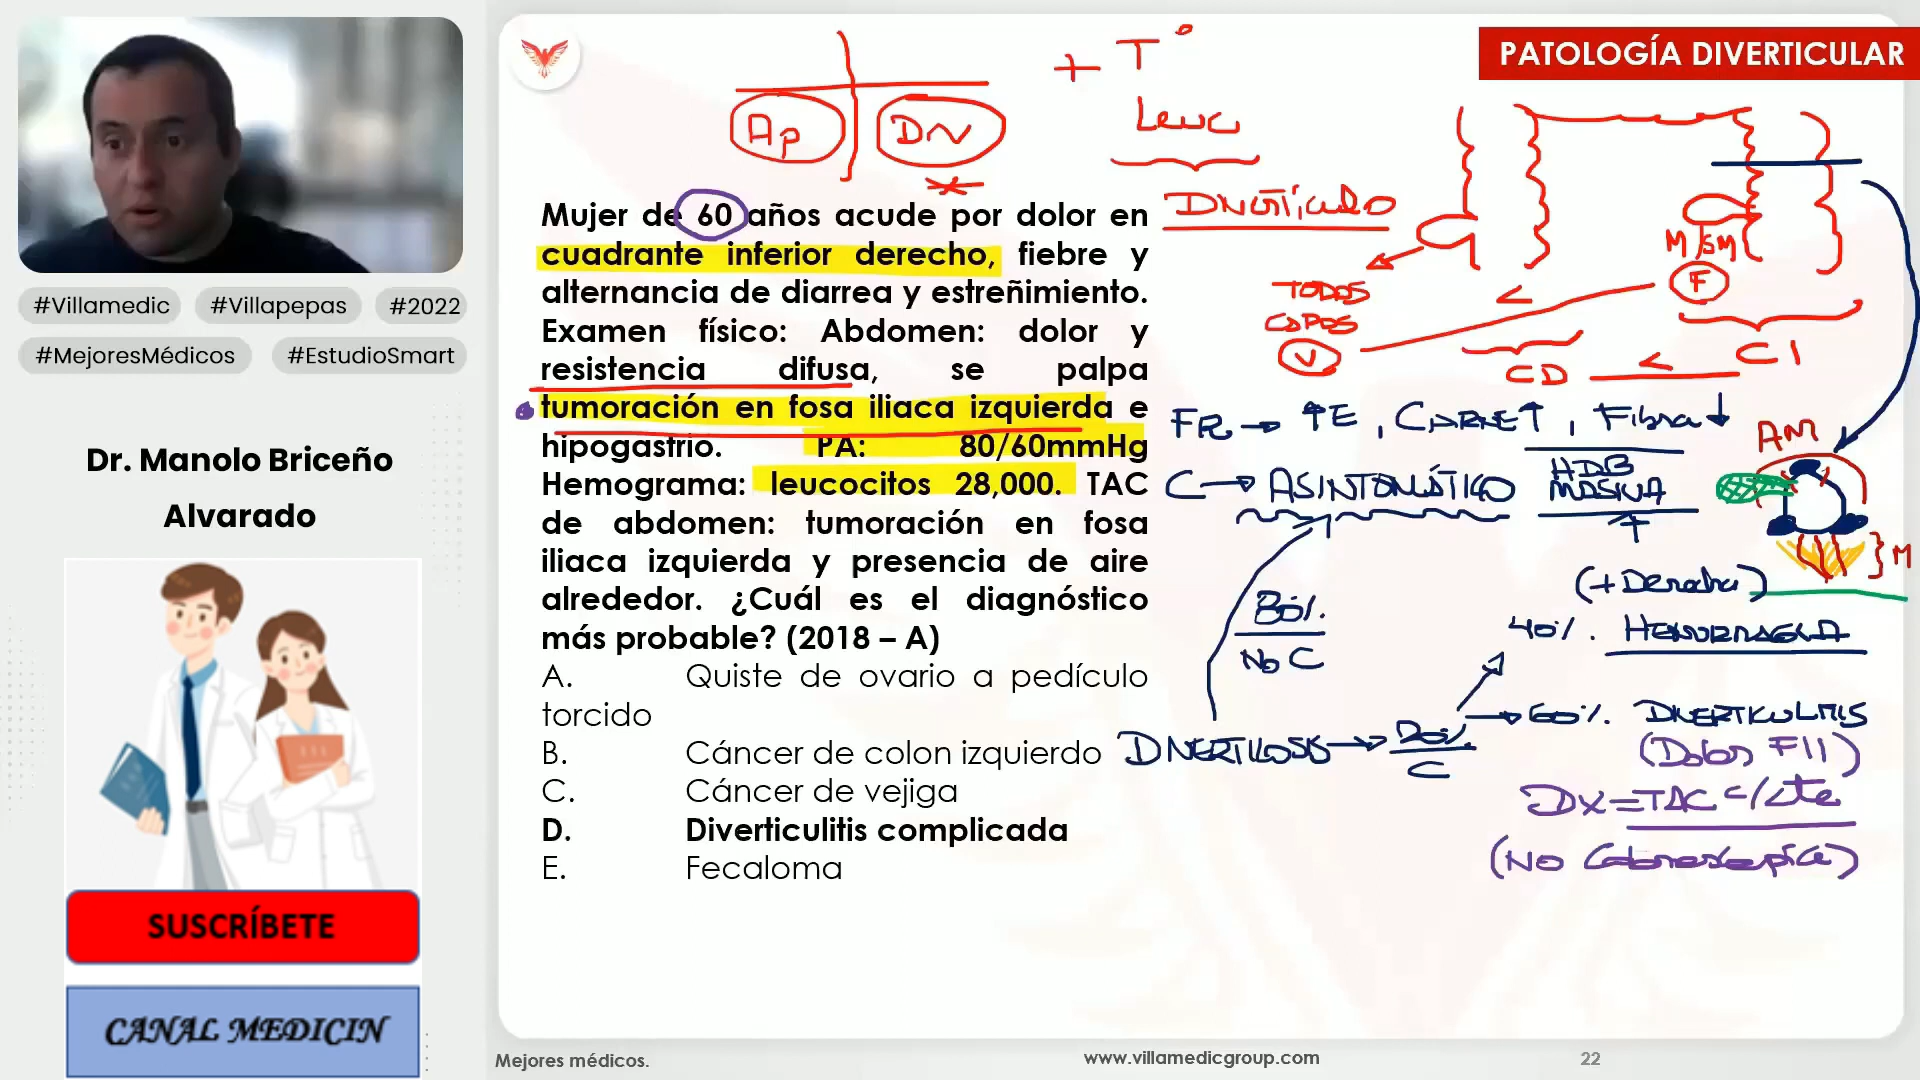 PATOLOGÍA DIVERTICULAR
+ T°
Leuc
Ap
DN
Mujer de 60 años acude por dolor en
cuadrante inferior derecho, fiebre y
alternancia de diarrea y estreñimiento.
Examen físico: Abdomen: dolor y
resistencia difusa, se palpa
tumoración en fosa iliaca izquierda e
hipogastrio. PA: 80/60mmHg
Hemograma: leucocitos 28,000. TAC
de abdomen: tumoración en fosa
iliaca izquierda y presencia de aire
alrededor. ¿Cuál es el diagnóstico
más probable? (2018 – A)
A. Quiste de ovario a pedículo
torcido
B. Cáncer de colon izquierdo
C. Cáncer de vejiga
D. Diverticulitis complicada
E. Fecaloma
TODAS
CAPAS
V
M SM
F
<
CD
<
CI
FR → ↑E, CARNE↑, Fibra↓
C → ASINTOMÁTICO
HDB
MASIVA
AM
M
(+Derecha)
80%
No C
40%. HEMORRAGIA
→ 60%.
20%
C
(Dolor FII)
DX = TAC c/cte
(No Colonoscopía)
#Villamedic
#Villapepas
#2022
#MejoresMédicos
#EstudioSmart
Dr. Manolo Briceño
Alvarado
SUSCRÍBETE
CANAL MEDICIN
Mejores médicos.
www.villamedicgroup.com
22